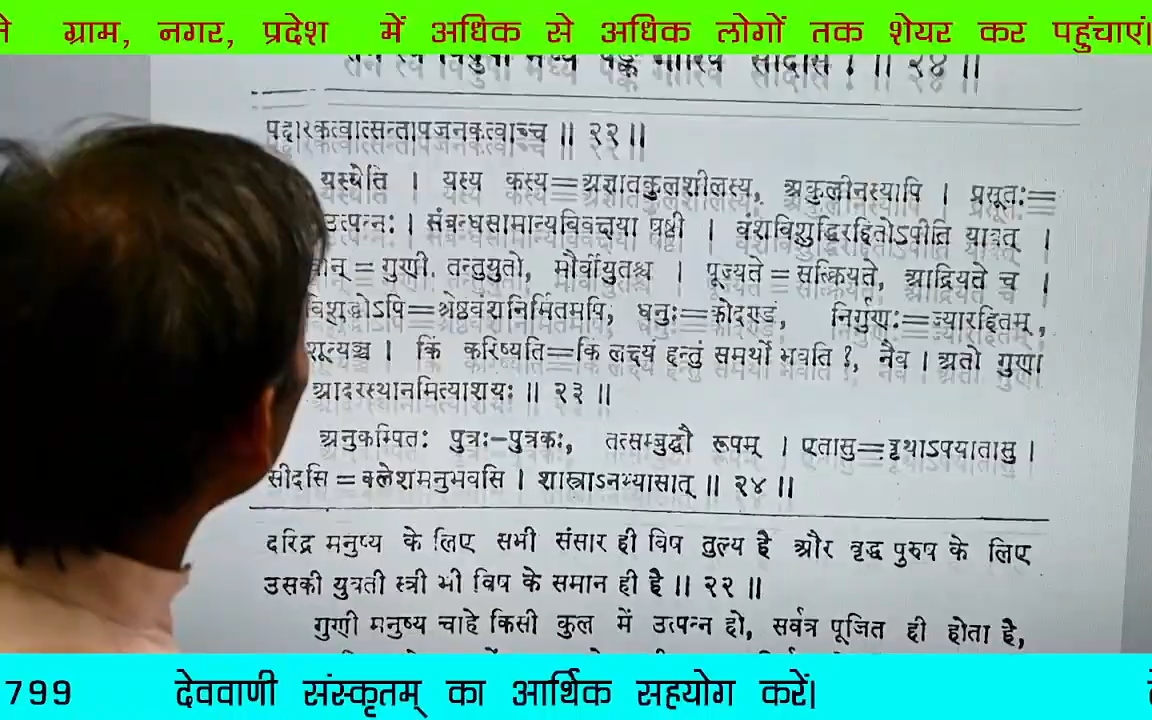 ग्राम, नगर, प्रदेश में अधिक से अधिक लोगों तक शेयर कर पहुंचाएं।
सीदसि ! ॥ २४ ॥
पहारकत्वात्सन्तापजनकत्वाच्च ॥ २२ ॥
यस्येति । यस्य कस्य=अज्ञातकुलशीलस्य, अकुलीनस्यापि । प्रसूतः=
उत्पन्नः । संबन्धसामान्यविवक्षया षष्ठी । वंशविशुद्धिरहितोऽपीति यावत् ।
=गुणी, तन्तुयुतो, मौर्वीयुतश्च । पूज्यते=सत्क्रियते, आद्रियते च ।
विशुद्धोऽपि=श्रेष्ठवंशनिर्मितमपि, धनुः=कोदण्डं, निर्गुणः=ज्यारहितम्,
शून्यञ्च । किं करिष्यति=किं लक्ष्यं हन्तुं समर्थो भवति ?, नैव । अतो गुणा
आदरस्थानमित्याशयः ॥ २३ ॥
अनुकम्पितः पुत्रः-पुत्रकः, तत्सम्बुद्धौ रूपम् । एतासु=वृथाऽपयातासु ।
सीदसि=क्लेशमनुभवसि । शास्त्राऽनभ्यासात् ॥ २४ ॥
दरिद्र मनुष्य के लिए सभी संसार ही विष तुल्य है और वृद्ध पुरुष के लिए
उसकी युवती स्त्री भी विष के समान ही है ॥ २२ ॥
गुणी मनुष्य चाहे किसी कुल में उत्पन्न हो, सर्वत्र पूजित ही होता है,
799 देववाणी संस्कृतम् का आर्थिक सहयोग करें।